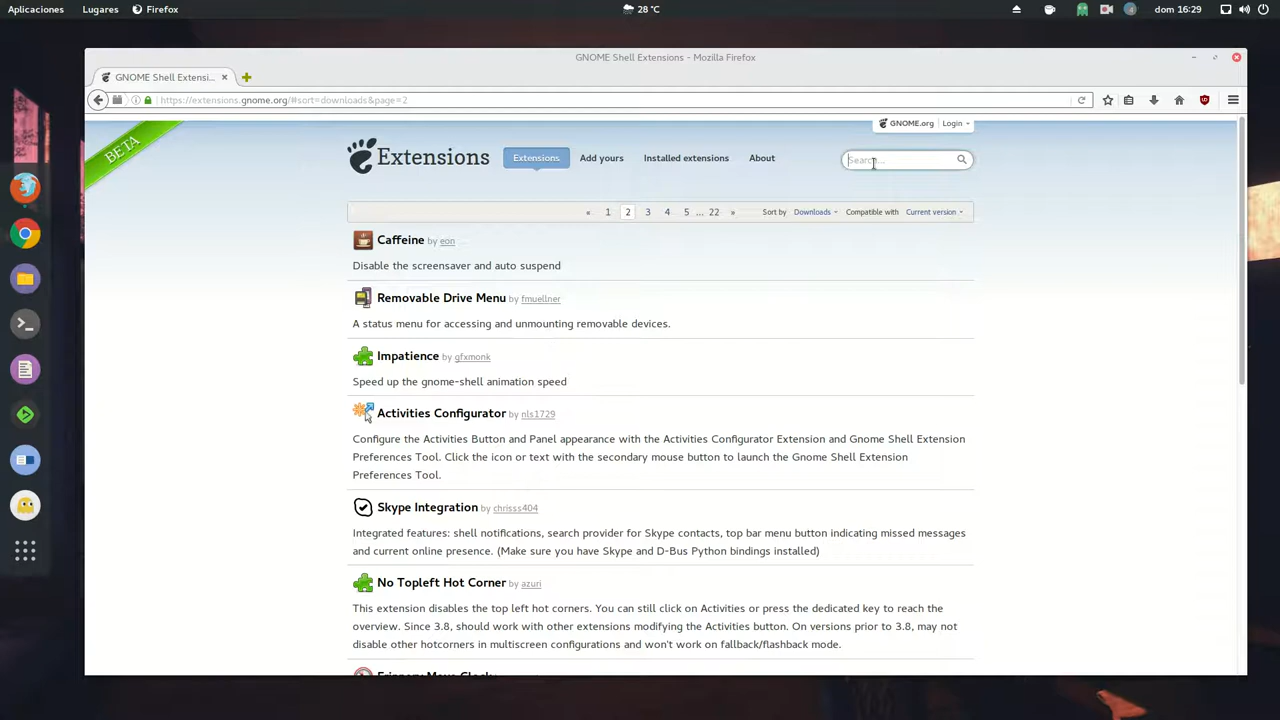 Aplicaciones Lugares Firefox 28 °C dom 16:29
GNOME Shell Extensions - Mozilla Firefox
GNOME Shell Extensi...
https://extensions.gnome.org/#sort=downloads&page=2
GNOME.org Login
BETA
Extensions Extensions Add yours Installed extensions About Search...
« 1 2 3 4 5 ... 22 » Sort by Downloads Compatible with Current version
Caffeine by eon
Disable the screensaver and auto suspend
Removable Drive Menu by fmuellner
A status menu for accessing and unmounting removable devices.
Impatience by gfxmonk
Speed up the gnome-shell animation speed
Activities Configurator by nls1729
Configure the Activities Button and Panel appearance with the Activities Configurator Extension and Gnome Shell Extension
Preferences Tool. Click the icon or text with the secondary mouse button to launch the Gnome Shell Extension
Preferences Tool.
Skype Integration by chrisss404
Integrated features: shell notifications, search provider for Skype contacts, top bar menu button indicating missed messages
and current online presence. (Make sure you have Skype and D-Bus Python bindings installed)
No Topleft Hot Corner by azuri
This extension disables the top left hot corners. You can still click on Activities or press the dedicated key to reach the
overview. Since 3.8, should work with other extensions modifying the Activities button. On versions prior to 3.8, may not
disable other hotcorners in multiscreen configurations and won't work on fallback/flashback mode.